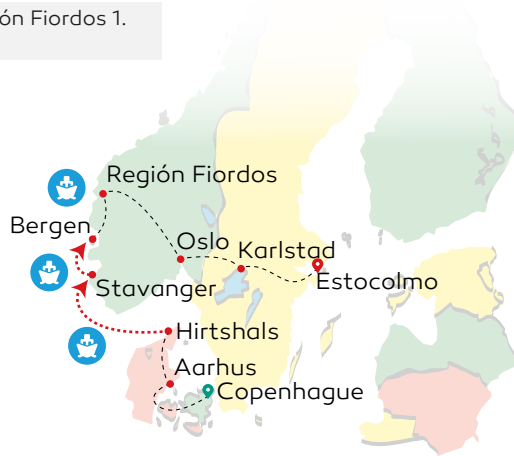 ón Fiordos 1.
Región Fiordos
Bergen
Oslo
Karlstad
Estocolmo
Stavanger
Hirtshals
Aarhus
Copenhague